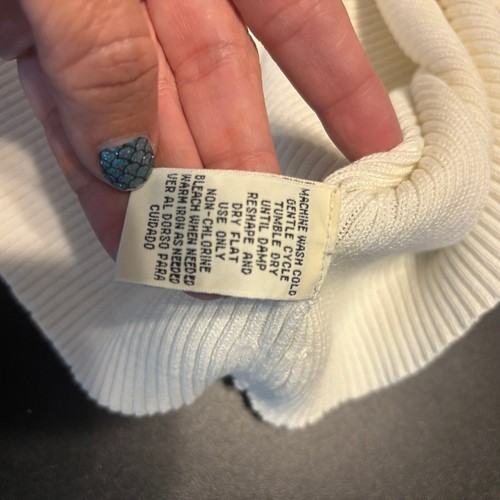 MACHINE WASH COLD
GENTLE CYCLE
TUMBLE DRY
UNTIL DAMP
RESHAPE AND
DRY FLAT
USE ONLY
NON-CHLORINE
BLEACH WHEN NEEDED
WARM IRON AS NEEDED
VER AL DORSO PARA
CUIDADO